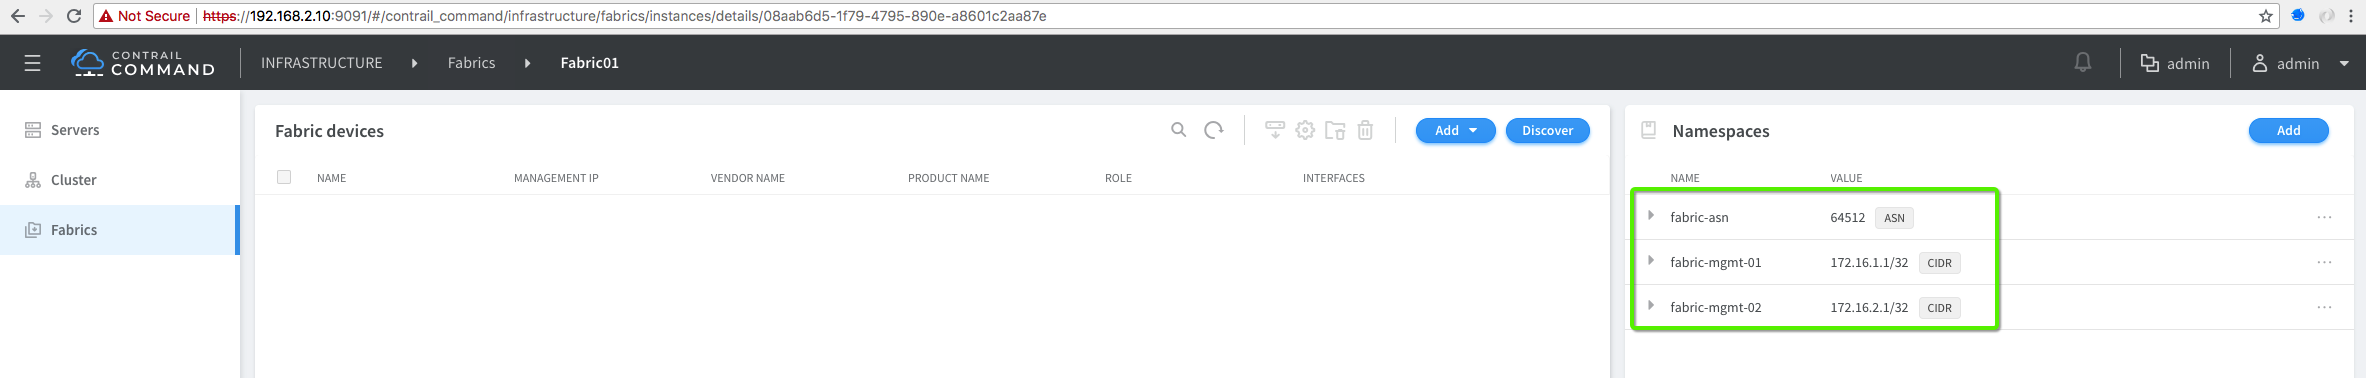 Not Secure | https://192.168.2.10:9091/#/contrail_command/infrastructure/fabrics/instances/details/08aab6d5-1f79-4795-890e-a8601c2aa87e
CONTRAIL
COMMAND
INFRASTRUCTURE Fabrics Fabric01 admin admin
Servers
Cluster
Fabrics
Fabric devices Add Discover
NAME MANAGEMENT IP VENDOR NAME PRODUCT NAME ROLE INTERFACES
Namespaces Add
NAME VALUE
fabric-asn 64512 ASN ...
fabric-mgmt-01 172.16.1.1/32 CIDR ...
fabric-mgmt-02 172.16.2.1/32 CIDR ...